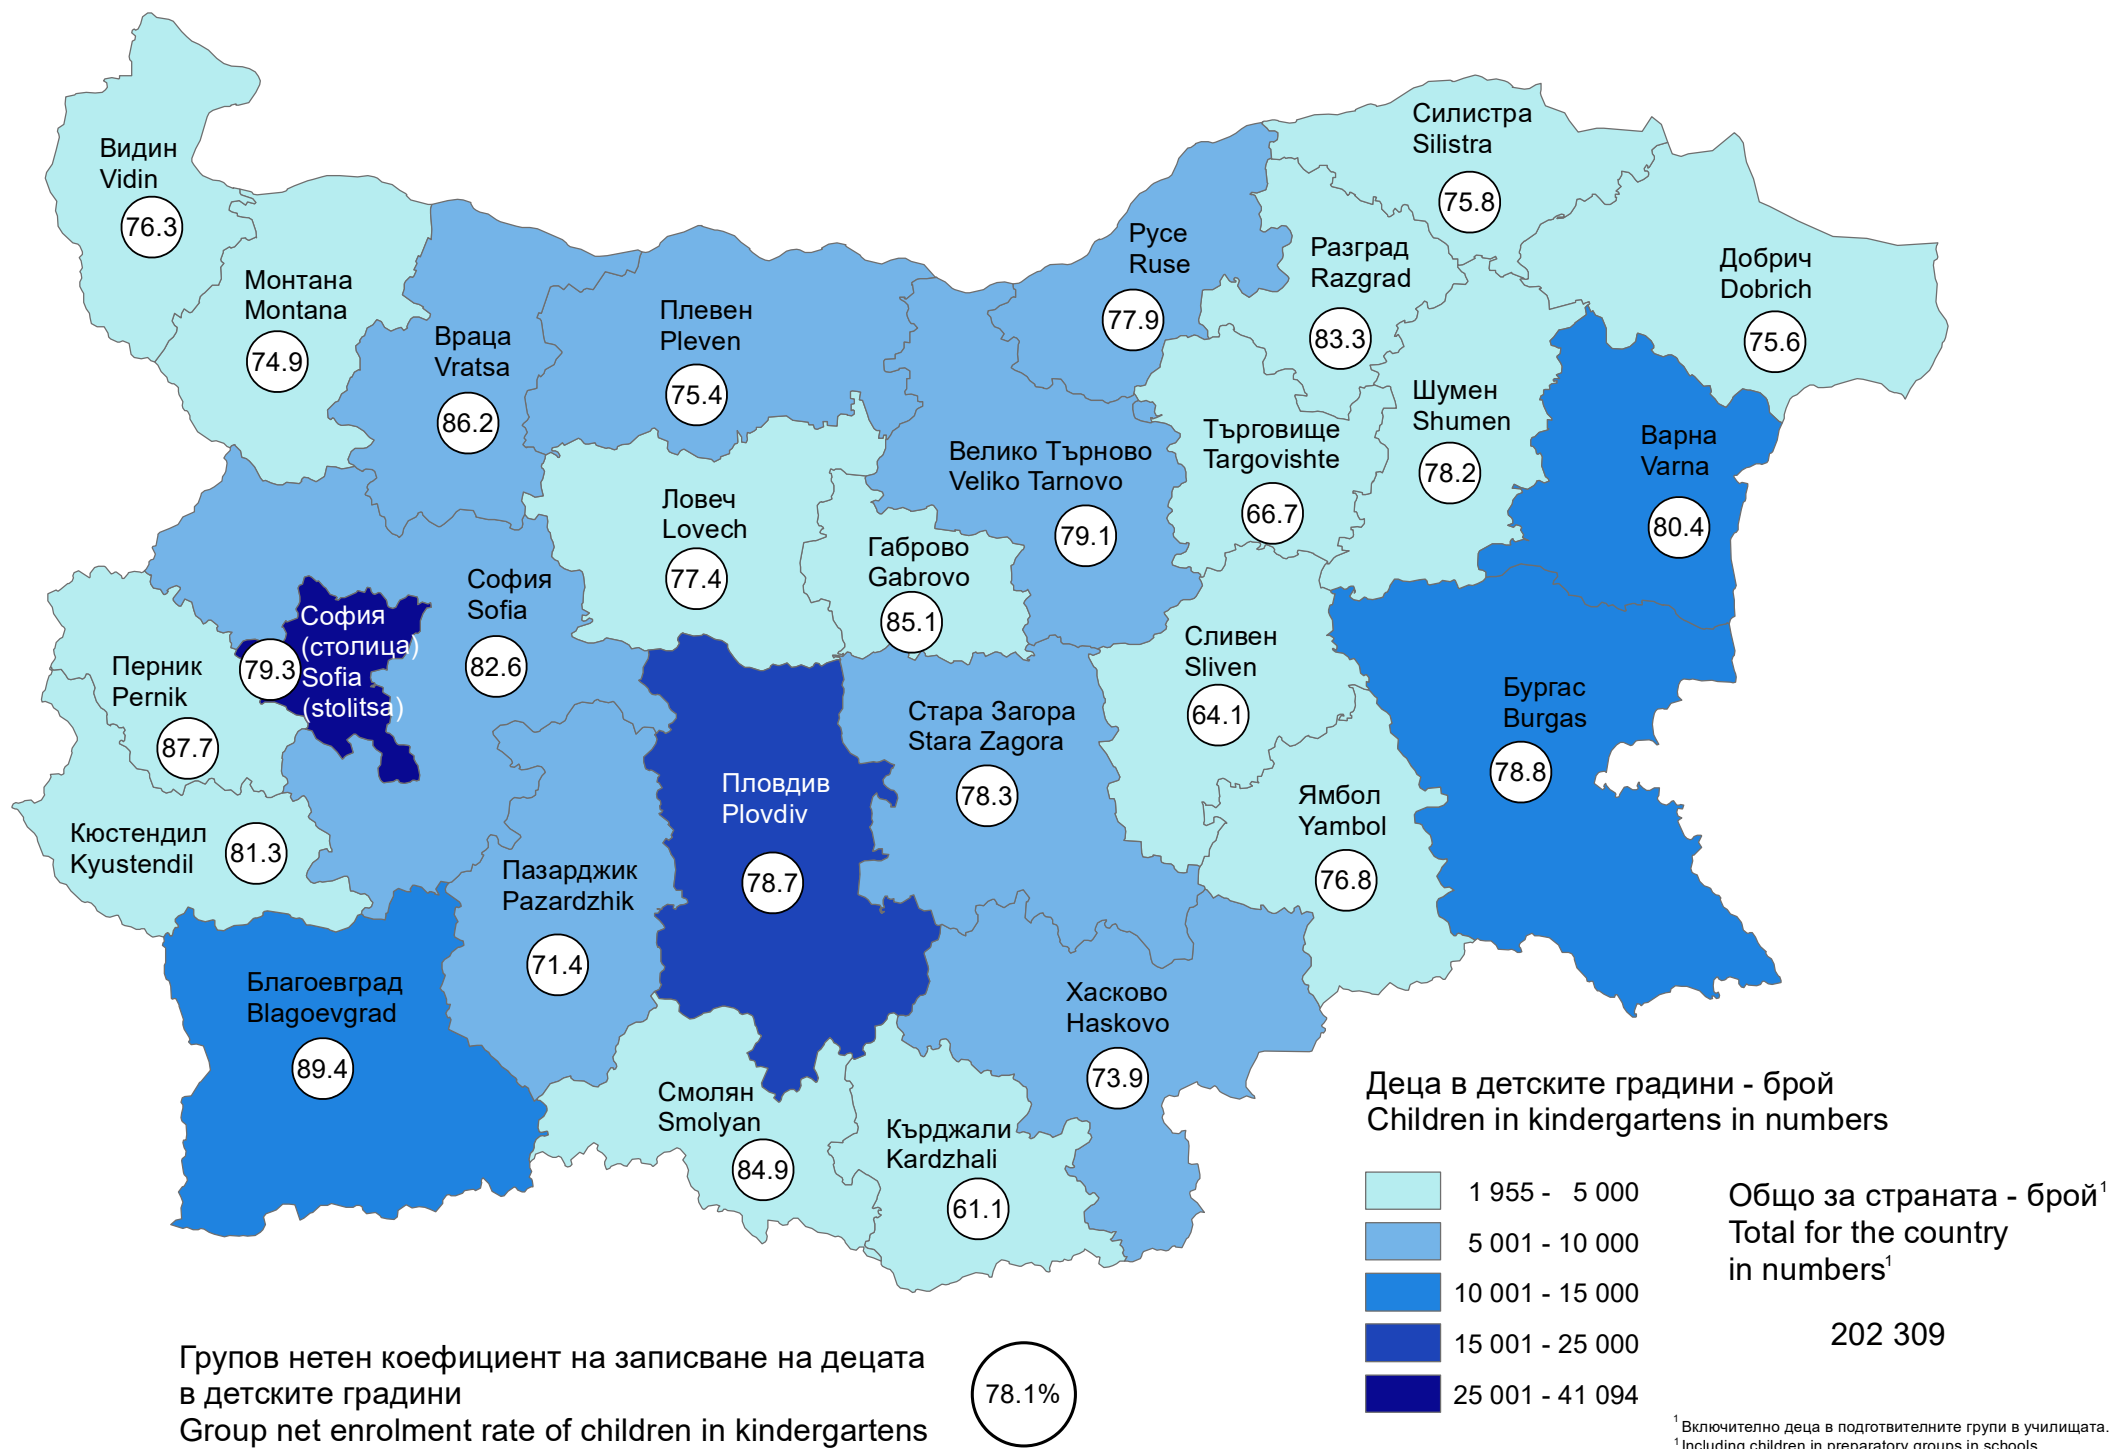 Видин
Vidin
76.3
Монтана
Montana
74.9
Враца
Vratsa
86.2
Плевен
Pleven
75.4
Русе
Ruse
77.9
Силистра
Silistra
75.8
Разград
Razgrad
83.3
Добрич
Dobrich
75.6
Шумен
Shumen
78.2
Търговище
Targovishte
66.7
Варна
Varna
80.4
Велико Търново
Veliko Tarnovo
79.1
Ловеч
Lovech
77.4
Габрово
Gabrovo
85.1
София
Sofia
82.6
София
(столица)
Sofia
(stolitsa)
79.3
Перник
Pernik
87.7
Кюстендил
Kyustendil
81.3
Сливен
Sliven
64.1
Бургас
Burgas
78.8
Стара Загора
Stara Zagora
78.3
Ямбол
Yambol
76.8
Пловдив
Plovdiv
78.7
Пазарджик
Pazardzhik
71.4
Благоевград
Blagoevgrad
89.4
Хасково
Haskovo
73.9
Смолян
Smolyan
84.9
Кърджали
Kardzhali
61.1
Деца в детските градини - брой
Children in kindergartens in numbers
1 955 - 5 000
5 001 - 10 000
10 001 - 15 000
15 001 - 25 000
25 001 - 41 094
Общо за страната - брой¹
Total for the country
in numbers¹
202 309
Групов нетен коефициент на записване на децата
в детските градини
Group net enrolment rate of children in kindergartens
78.1%
¹ Включително деца в подготвителните групи в училищата.
¹ Including children in preparatory groups in schools